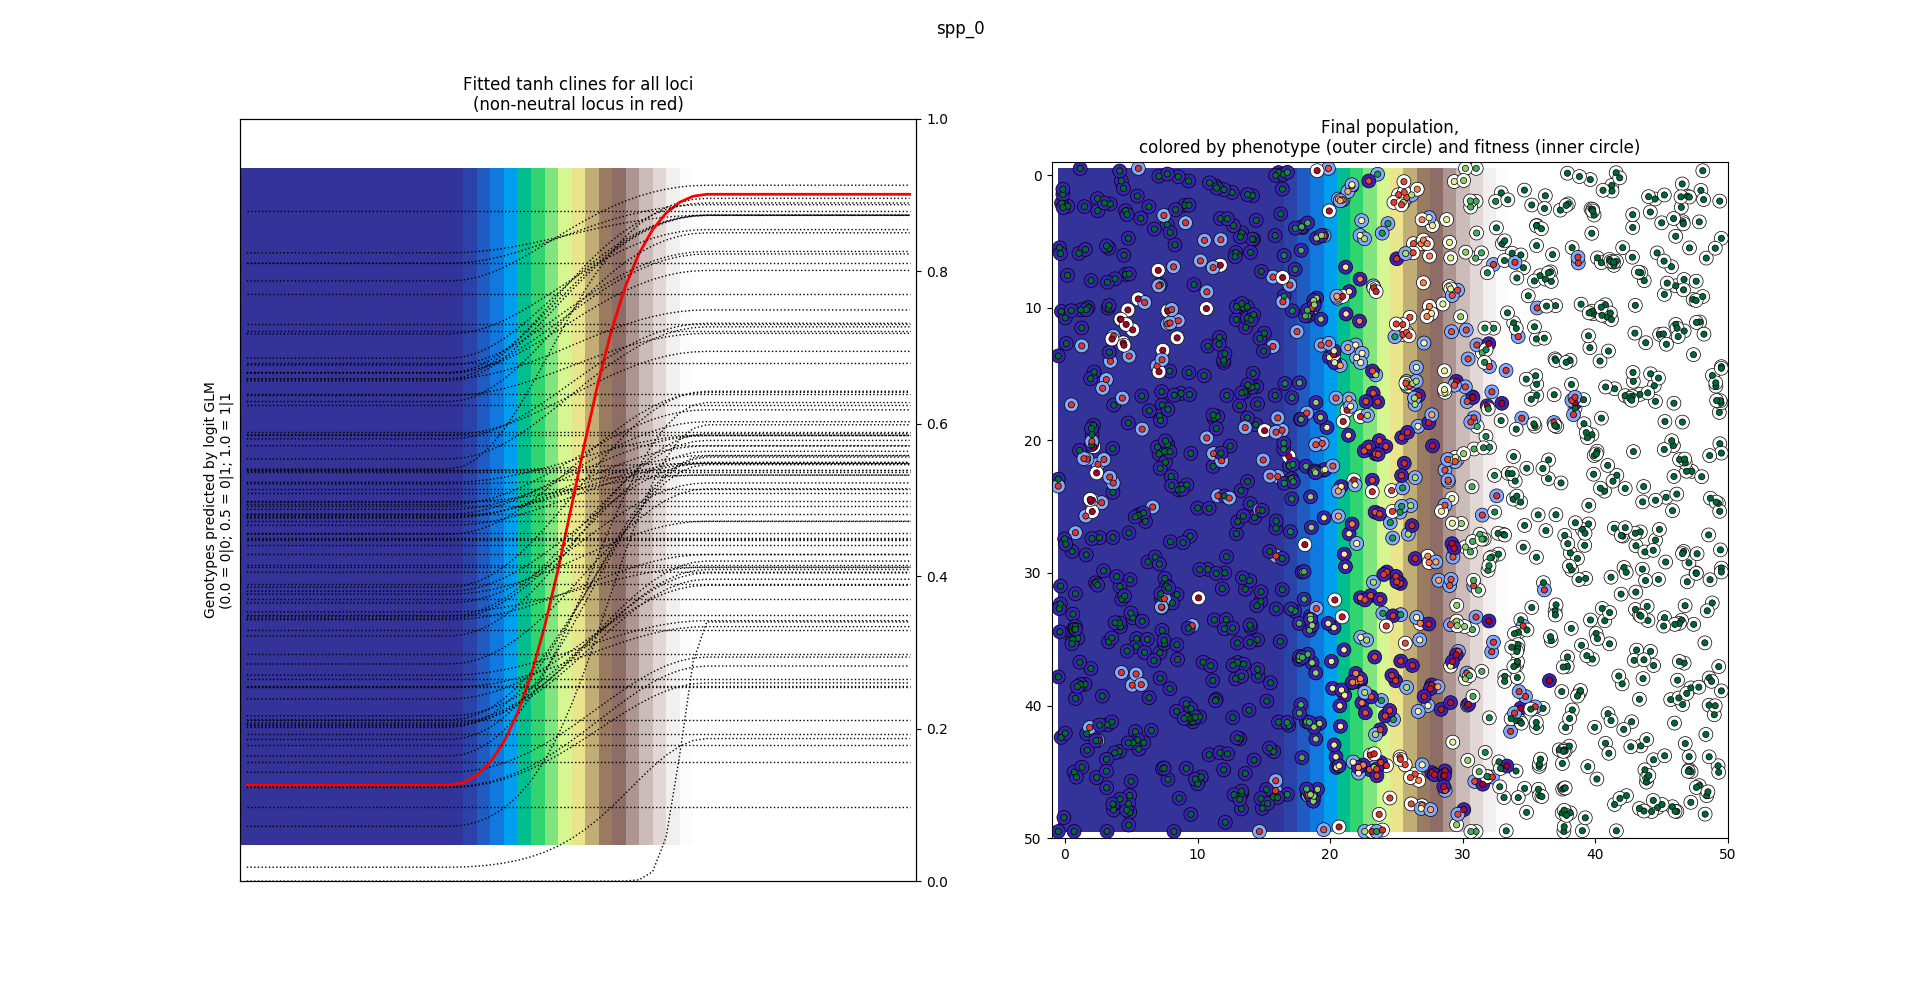 spp_0
Fitted tanh clines for all loci
(non-neutral locus in red)
Genotypes predicted by logit GLM
(0.0 = 0|0; 0.5 = 0|1; 1.0 = 1|1
1.0
0.8
0.6
0.4
0.2
0.0
Final population,
colored by phenotype (outer circle) and fitness (inner circle)
0
10
20
30
40
50
0
10
20
30
40
50